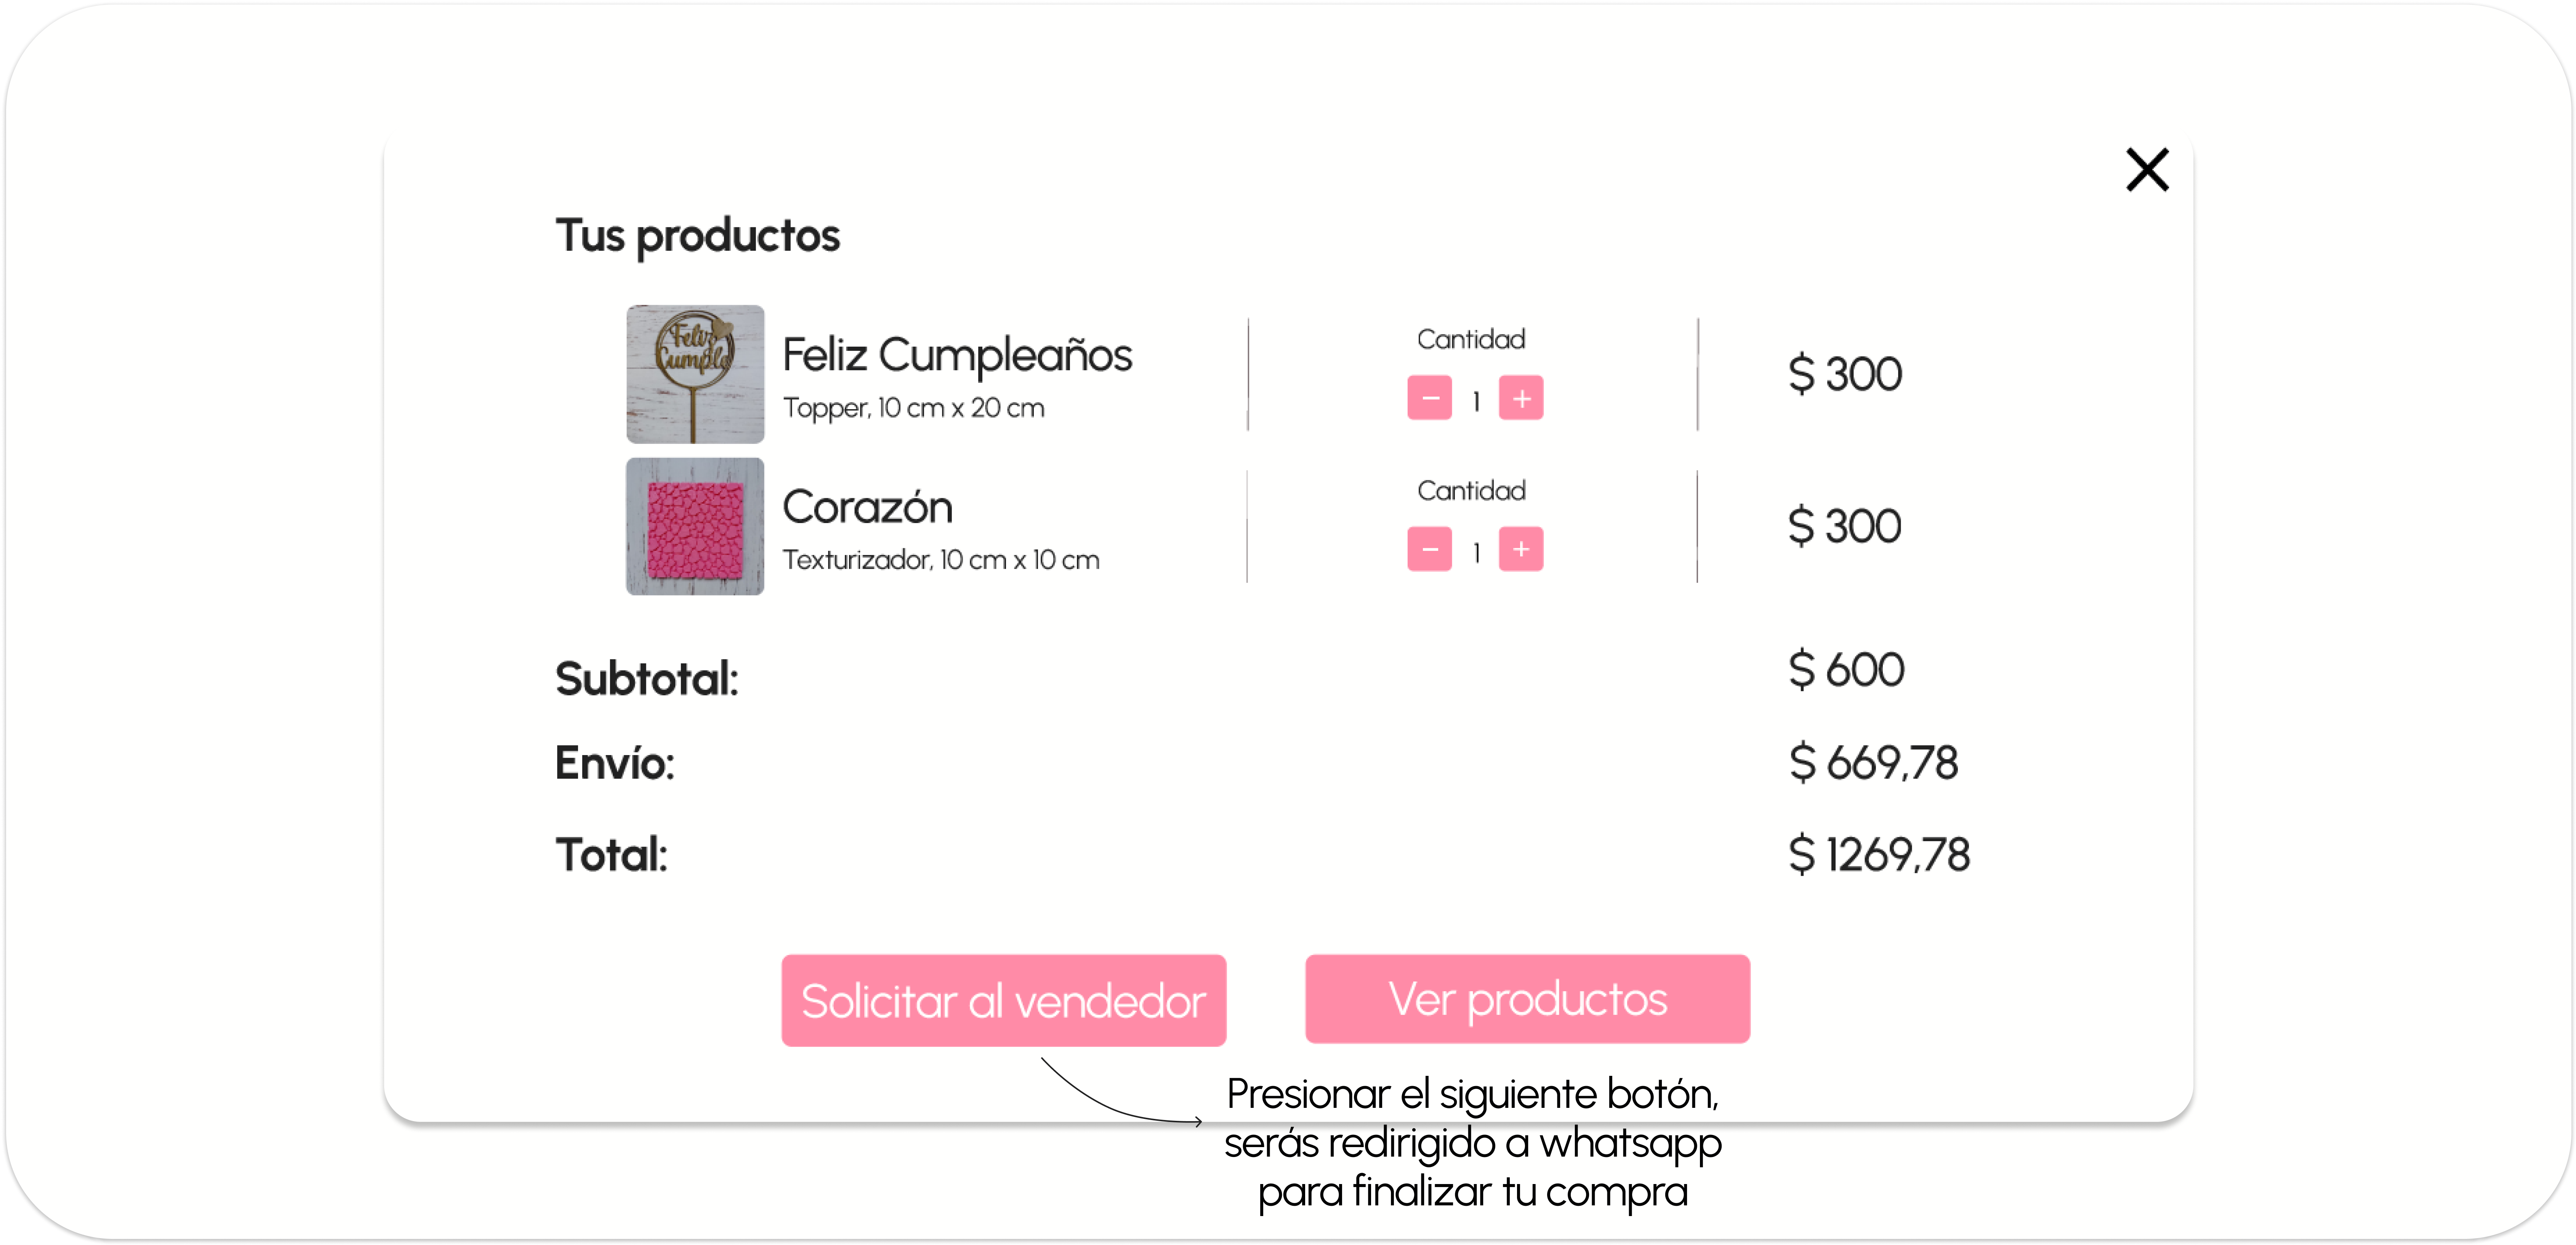 Tus productos
Feliz
Cumple
Feliz Cumpleaños
Topper, 10 cm x 20 cm
Cantidad
− 1 +
$ 300
Corazón
Texturizador, 10 cm x 10 cm
Cantidad
− 1 +
$ 300
Subtotal:
$ 600
Envío:
$ 669,78
Total:
$ 1269,78
Solicitar al vendedor
Ver productos
Presionar el siguiente botón,
serás redirigido a whatsapp
para finalizar tu compra